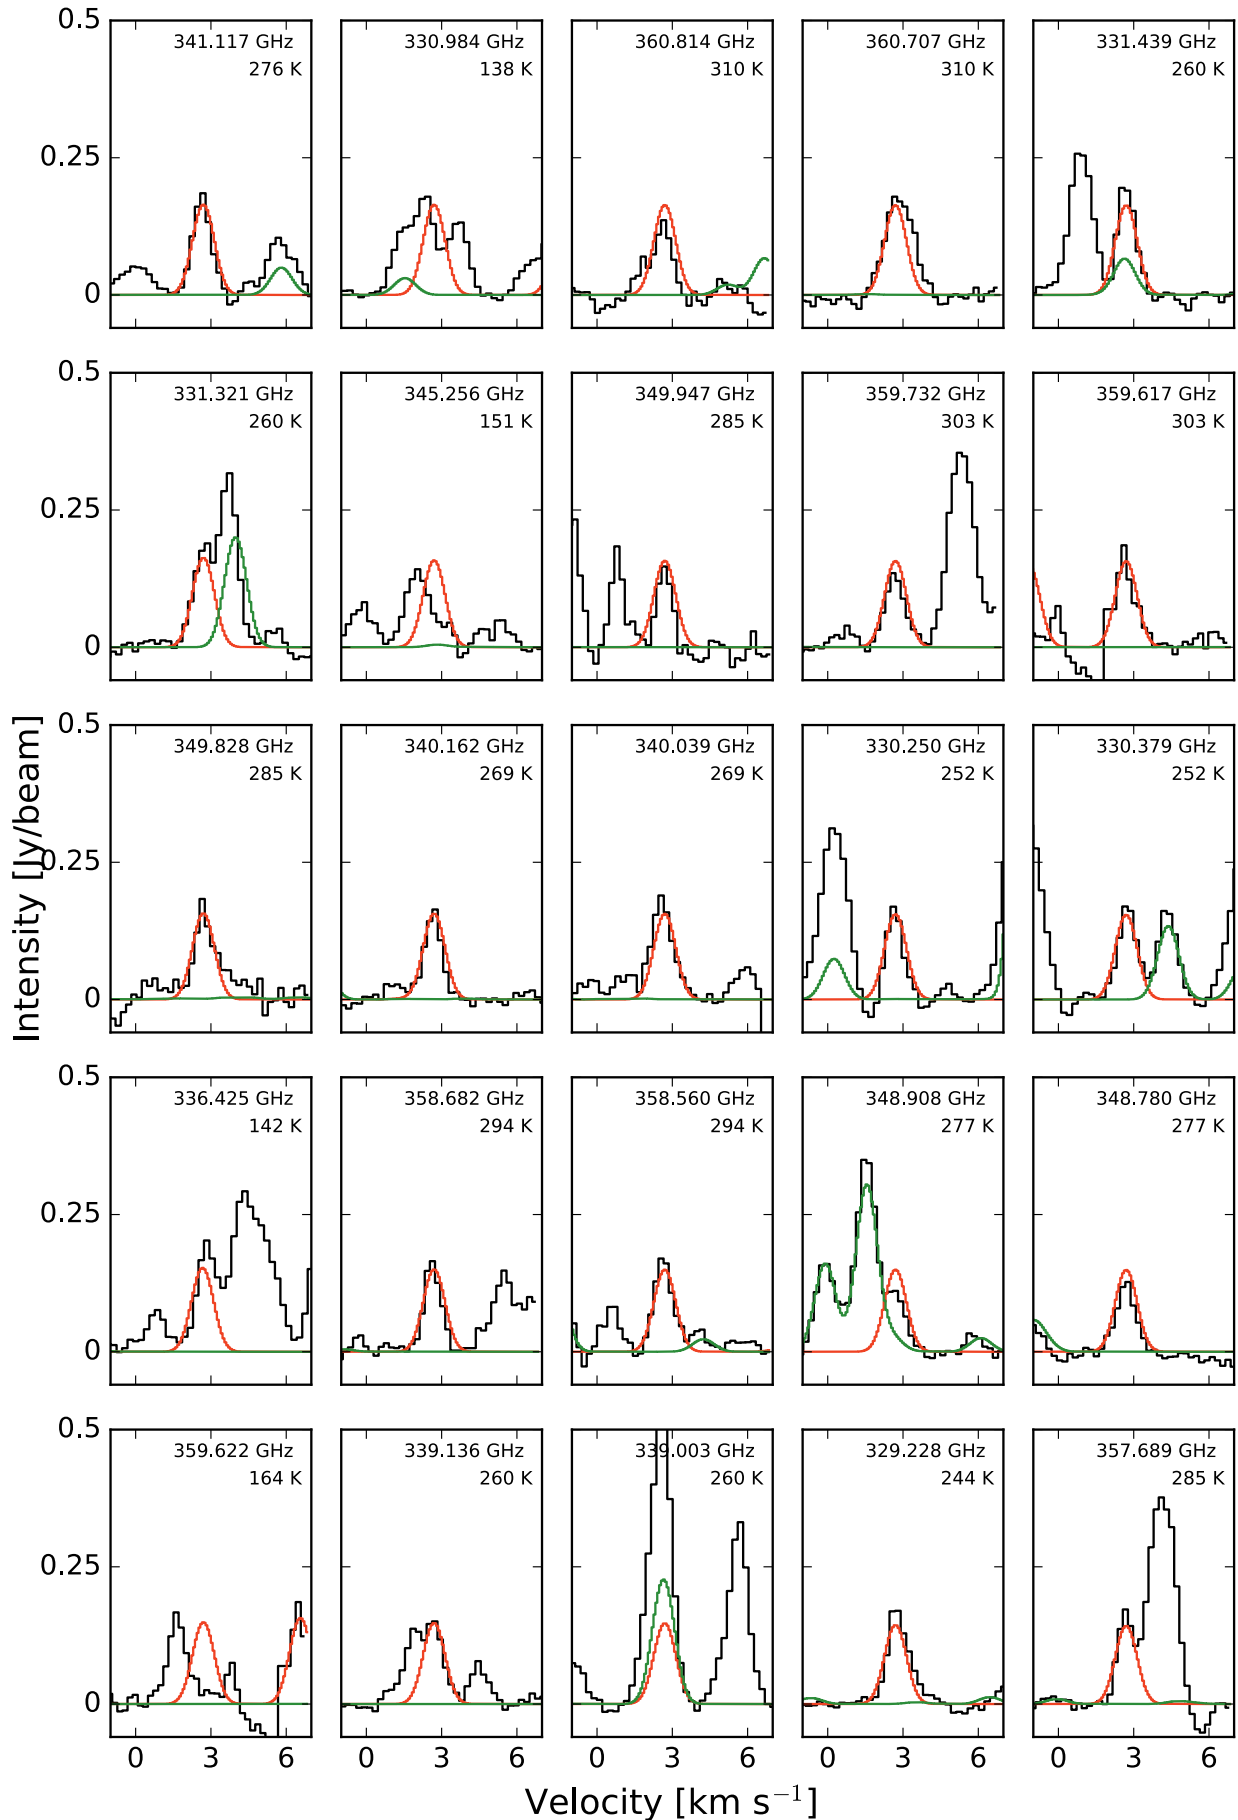 0.5
341.117 GHz
276 K
330.984 GHz
138 K
360.814 GHz
310 K
360.707 GHz
310 K
331.439 GHz
260 K
0.25
0
0.5
331.321 GHz
260 K
345.256 GHz
151 K
349.947 GHz
285 K
359.732 GHz
303 K
359.617 GHz
303 K
0.25
0
0.5
349.828 GHz
285 K
340.162 GHz
269 K
340.039 GHz
269 K
330.250 GHz
252 K
330.379 GHz
252 K
0.25
0
Intensity [Jy/beam]
0.5
336.425 GHz
142 K
358.682 GHz
294 K
358.560 GHz
294 K
348.908 GHz
277 K
348.780 GHz
277 K
0.25
0
0.5
359.622 GHz
164 K
339.136 GHz
260 K
339.003 GHz
260 K
329.228 GHz
244 K
357.689 GHz
285 K
0.25
0
0 3 6 0 3 6 0 3 6 0 3 6 0 3 6
Velocity [km s⁻¹]